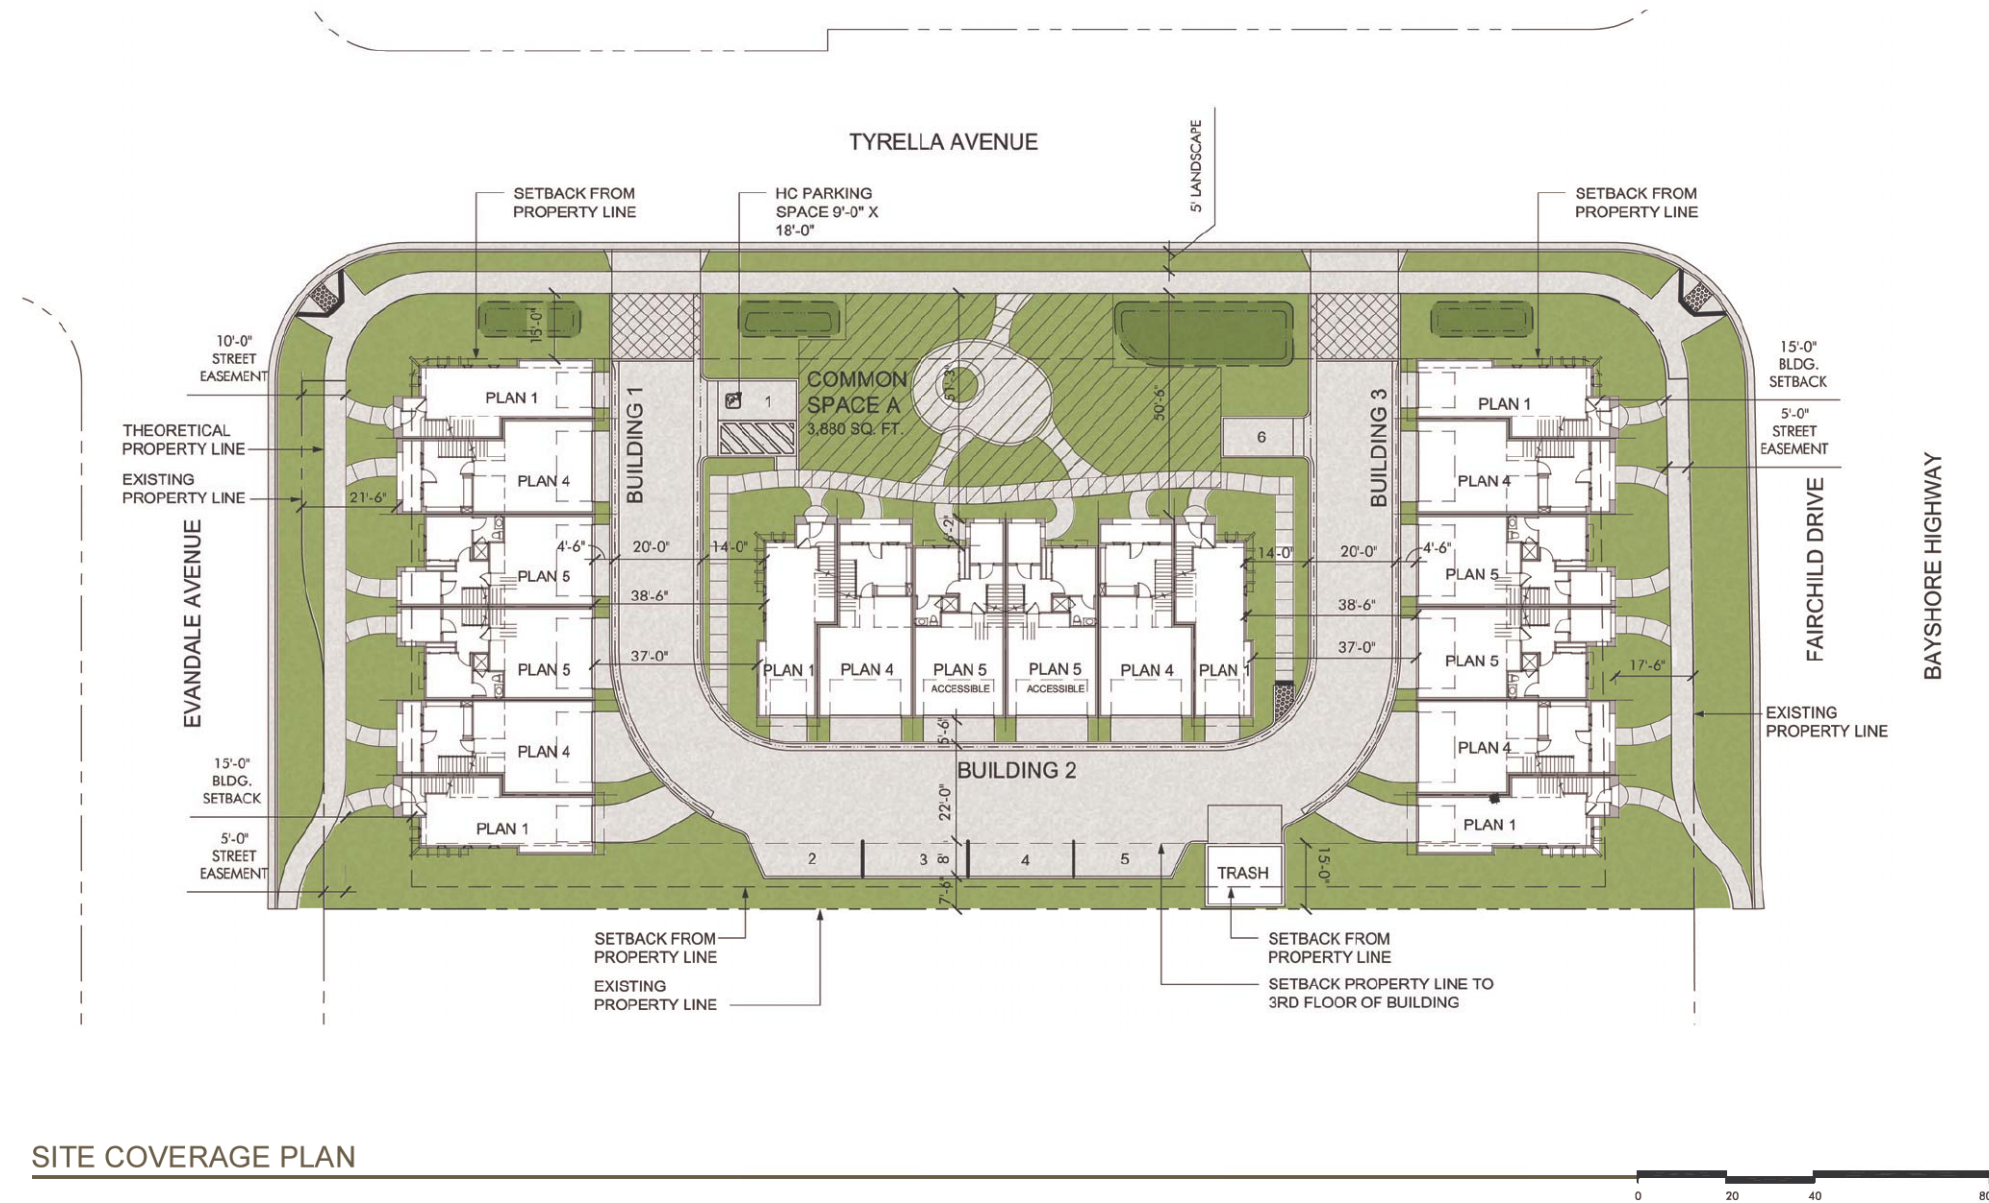 TYRELLA AVENUE
5' LANDSCAPE
SETBACK FROM
PROPERTY LINE
HC PARKING
SPACE 9'-0" X
18'-0"
SETBACK FROM
PROPERTY LINE
10'-0"
STREET
EASEMENT
THEORETICAL
PROPERTY LINE
EXISTING
PROPERTY LINE
EVANDALE AVENUE
15'-0"
BLDG.
SETBACK
5'-0"
STREET
EASEMENT
15'-0"
21'-6"
PLAN 1
PLAN 4
PLAN 5
PLAN 5
PLAN 4
PLAN 1
BUILDING 1
4'-6"
20'-0"
14'-0"
38'-6"
37'-0"
1
COMMON
SPACE A
3,880 SQ. FT.
51'-3"
50'-6"
6
6'-2"
PLAN 1
PLAN 4
PLAN 5
ACCESSIBLE
PLAN 5
ACCESSIBLE
PLAN 4
PLAN 1
5'-6"
BUILDING 2
22'-0"
2
3
8'
4
5
7'-6"
TRASH
15'-0"
BUILDING 3
14'-0"
20'-0"
4'-6"
38'-6"
37'-0"
PLAN 1
PLAN 4
PLAN 5
PLAN 5
PLAN 4
PLAN 1
17'-6"
15'-0"
BLDG.
SETBACK
5'-0"
STREET
EASEMENT
FAIRCHILD DRIVE
BAYSHORE HIGHWAY
EXISTING
PROPERTY LINE
SETBACK FROM
PROPERTY LINE
EXISTING
PROPERTY LINE
SETBACK FROM
PROPERTY LINE
SETBACK PROPERTY LINE TO
3RD FLOOR OF BUILDING
SITE COVERAGE PLAN
0 20 40 80